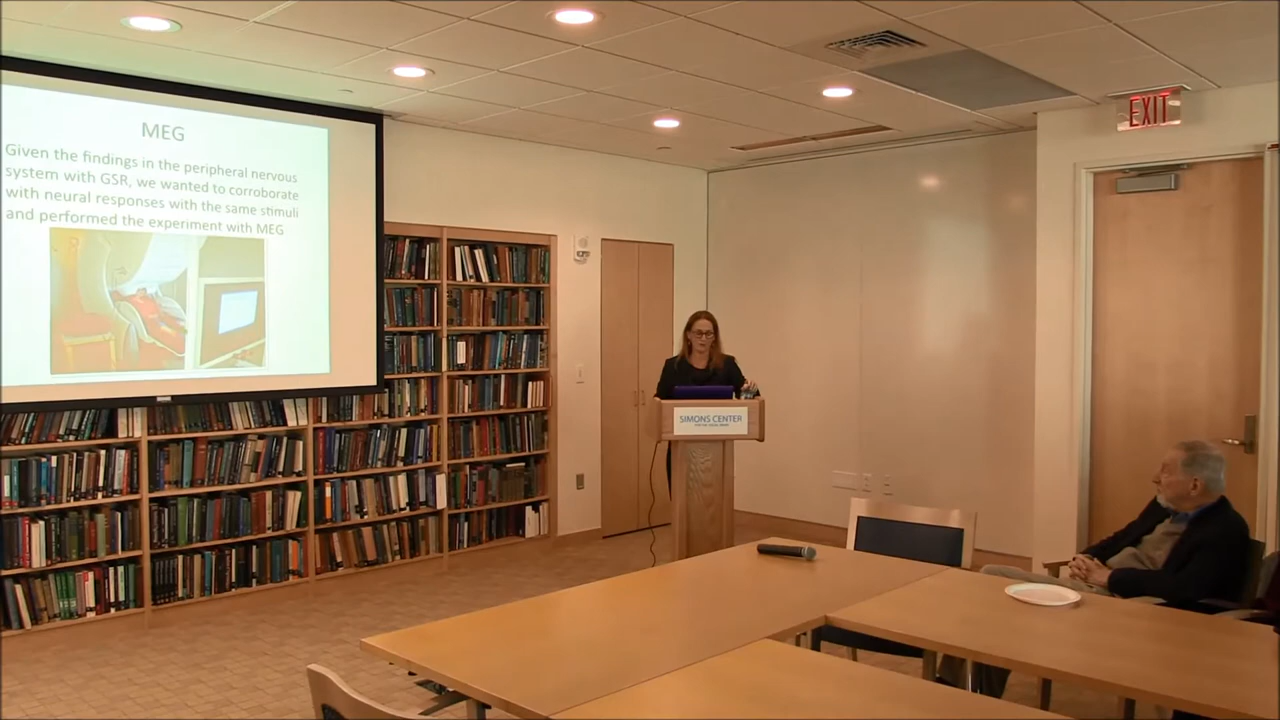 MEG
Given the findings in the peripheral nervous
system with GSR, we wanted to corroborate
with neural responses with the same stimuli
and performed the experiment with MEG
EXIT
SIMONS CENTER